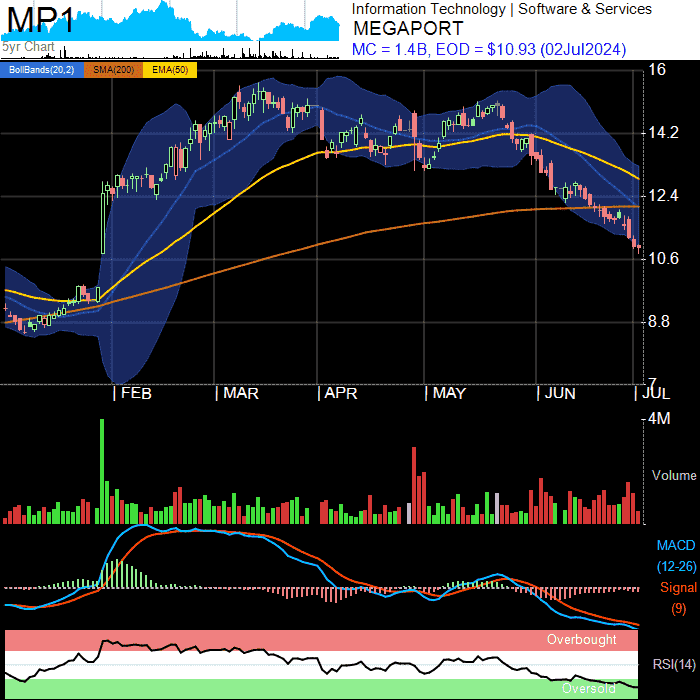 MP1
Information Technology | Software & Services
MEGAPORT
5yr Chart
MC = 1.4B, EOD = $10.93 (02Jul2024)
BollBands(20,2) SMA(200) EMA(50)
16
14.2
12.4
10.6
8.8
7
FEB MAR APR MAY JUN JUL
4M
Volume
MACD
(12-26)
Signal
(9)
Overbought
RSI(14)
Oversold